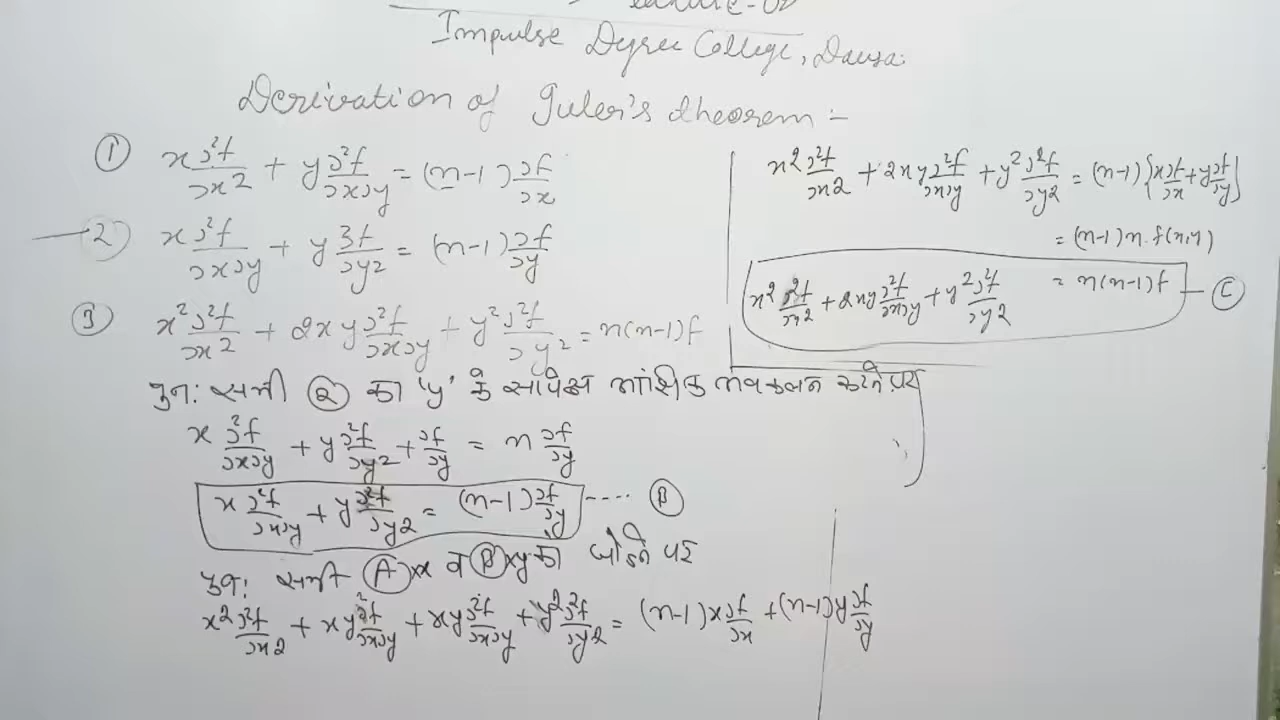 Impulse Degree College, Dausa.
Derivation of Euler's theorem :-
① x ∂²f/∂x² + y ∂²f/∂x∂y = (n-1) ∂f/∂x
2) x ∂²f/∂x∂y + y ∂f/∂y² = (n-1) ∂f/∂y
③ x² ∂²f/∂x² + 2xy ∂²f/∂x∂y + y² ∂²f/∂y² = n(n-1)f
पुन: समी ② का 'y' के सापेक्ष आंशिक अवकलन करने पर
x ∂²f/∂x∂y + y ∂²f/∂y² + ∂f/∂y = n ∂f/∂y
x ∂²f/∂x∂y + y ∂²f/∂y² = (n-1) ∂f/∂y ---- Ⓑ
पुन: समी Ⓐ×x व Ⓑ×y को जोडने पर
x² ∂²f/∂x² + xy ∂²f/∂x∂y + xy ∂²f/∂x∂y + y² ∂²f/∂y² = (n-1) x ∂f/∂x + (n-1) y ∂f/∂y
x² ∂²f/∂x² + 2xy ∂²f/∂x∂y + y² ∂²f/∂y² = (n-1) {x ∂f/∂x + y ∂f/∂y}
= (n-1) n. f(x,y)
= n(n-1)f
x² ∂²f/∂x² + 2xy ∂²f/∂x∂y + y² ∂²f/∂y² — Ⓒ